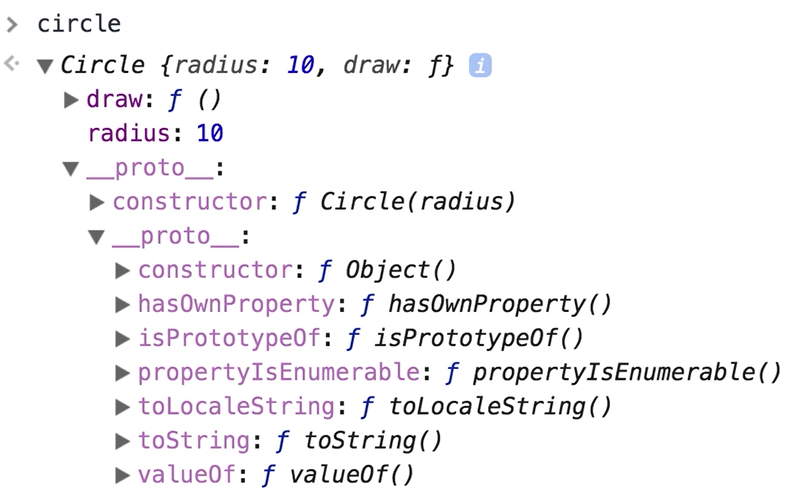 > circle
<· ▼ Circle {radius: 10, draw: ƒ} i
▶ draw: ƒ ()
radius: 10
▼ __proto__:
▶ constructor: ƒ Circle(radius)
▼ __proto__:
▶ constructor: ƒ Object()
▶ hasOwnProperty: ƒ hasOwnProperty()
▶ isPrototypeOf: ƒ isPrototypeOf()
▶ propertyIsEnumerable: ƒ propertyIsEnumerable()
▶ toLocaleString: ƒ toLocaleString()
▶ toString: ƒ toString()
▶ valueOf: ƒ valueOf()